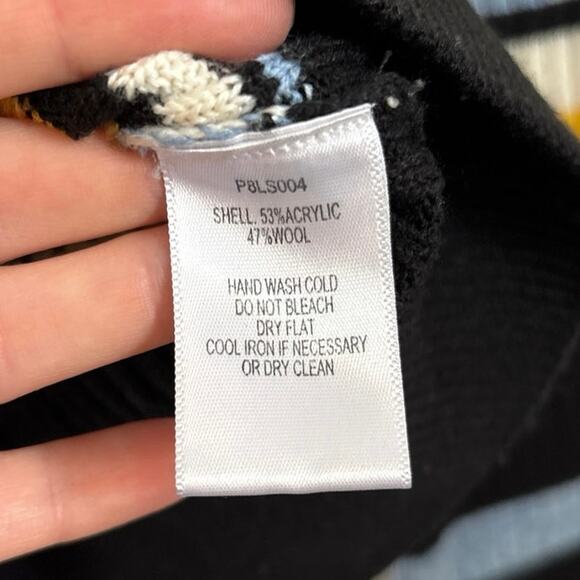 P8LS004
SHELL. 53%ACRYLIC
47%WOOL
HAND WASH COLD
DO NOT BLEACH
DRY FLAT
COOL IRON IF NECESSARY
OR DRY CLEAN